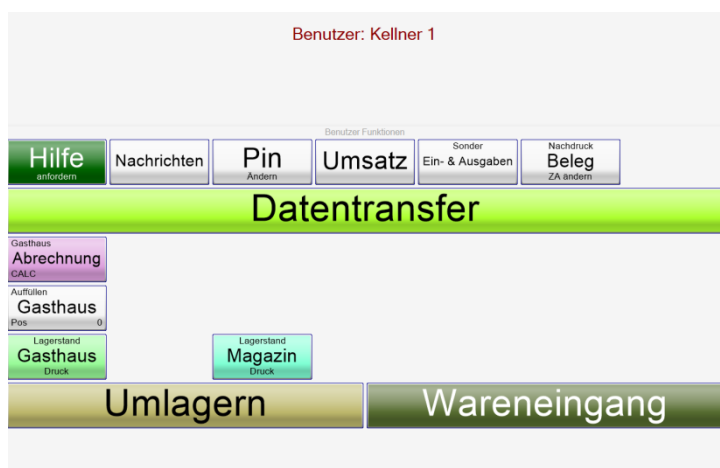 Benutzer: Kellner 1
Benutzer Funktionen
Hilfe
anfordern
Nachrichten
Pin
Ändern
Umsatz
Sonder
Ein- & Ausgaben
Nachdruck
Beleg
ZA ändern
Datentransfer
Gasthaus
Abrechnung
CALC
Auffüllen
Gasthaus
Pos 0
Lagerstand
Gasthaus
Druck
Lagerstand
Magazin
Druck
Umlagern
Wareneingang